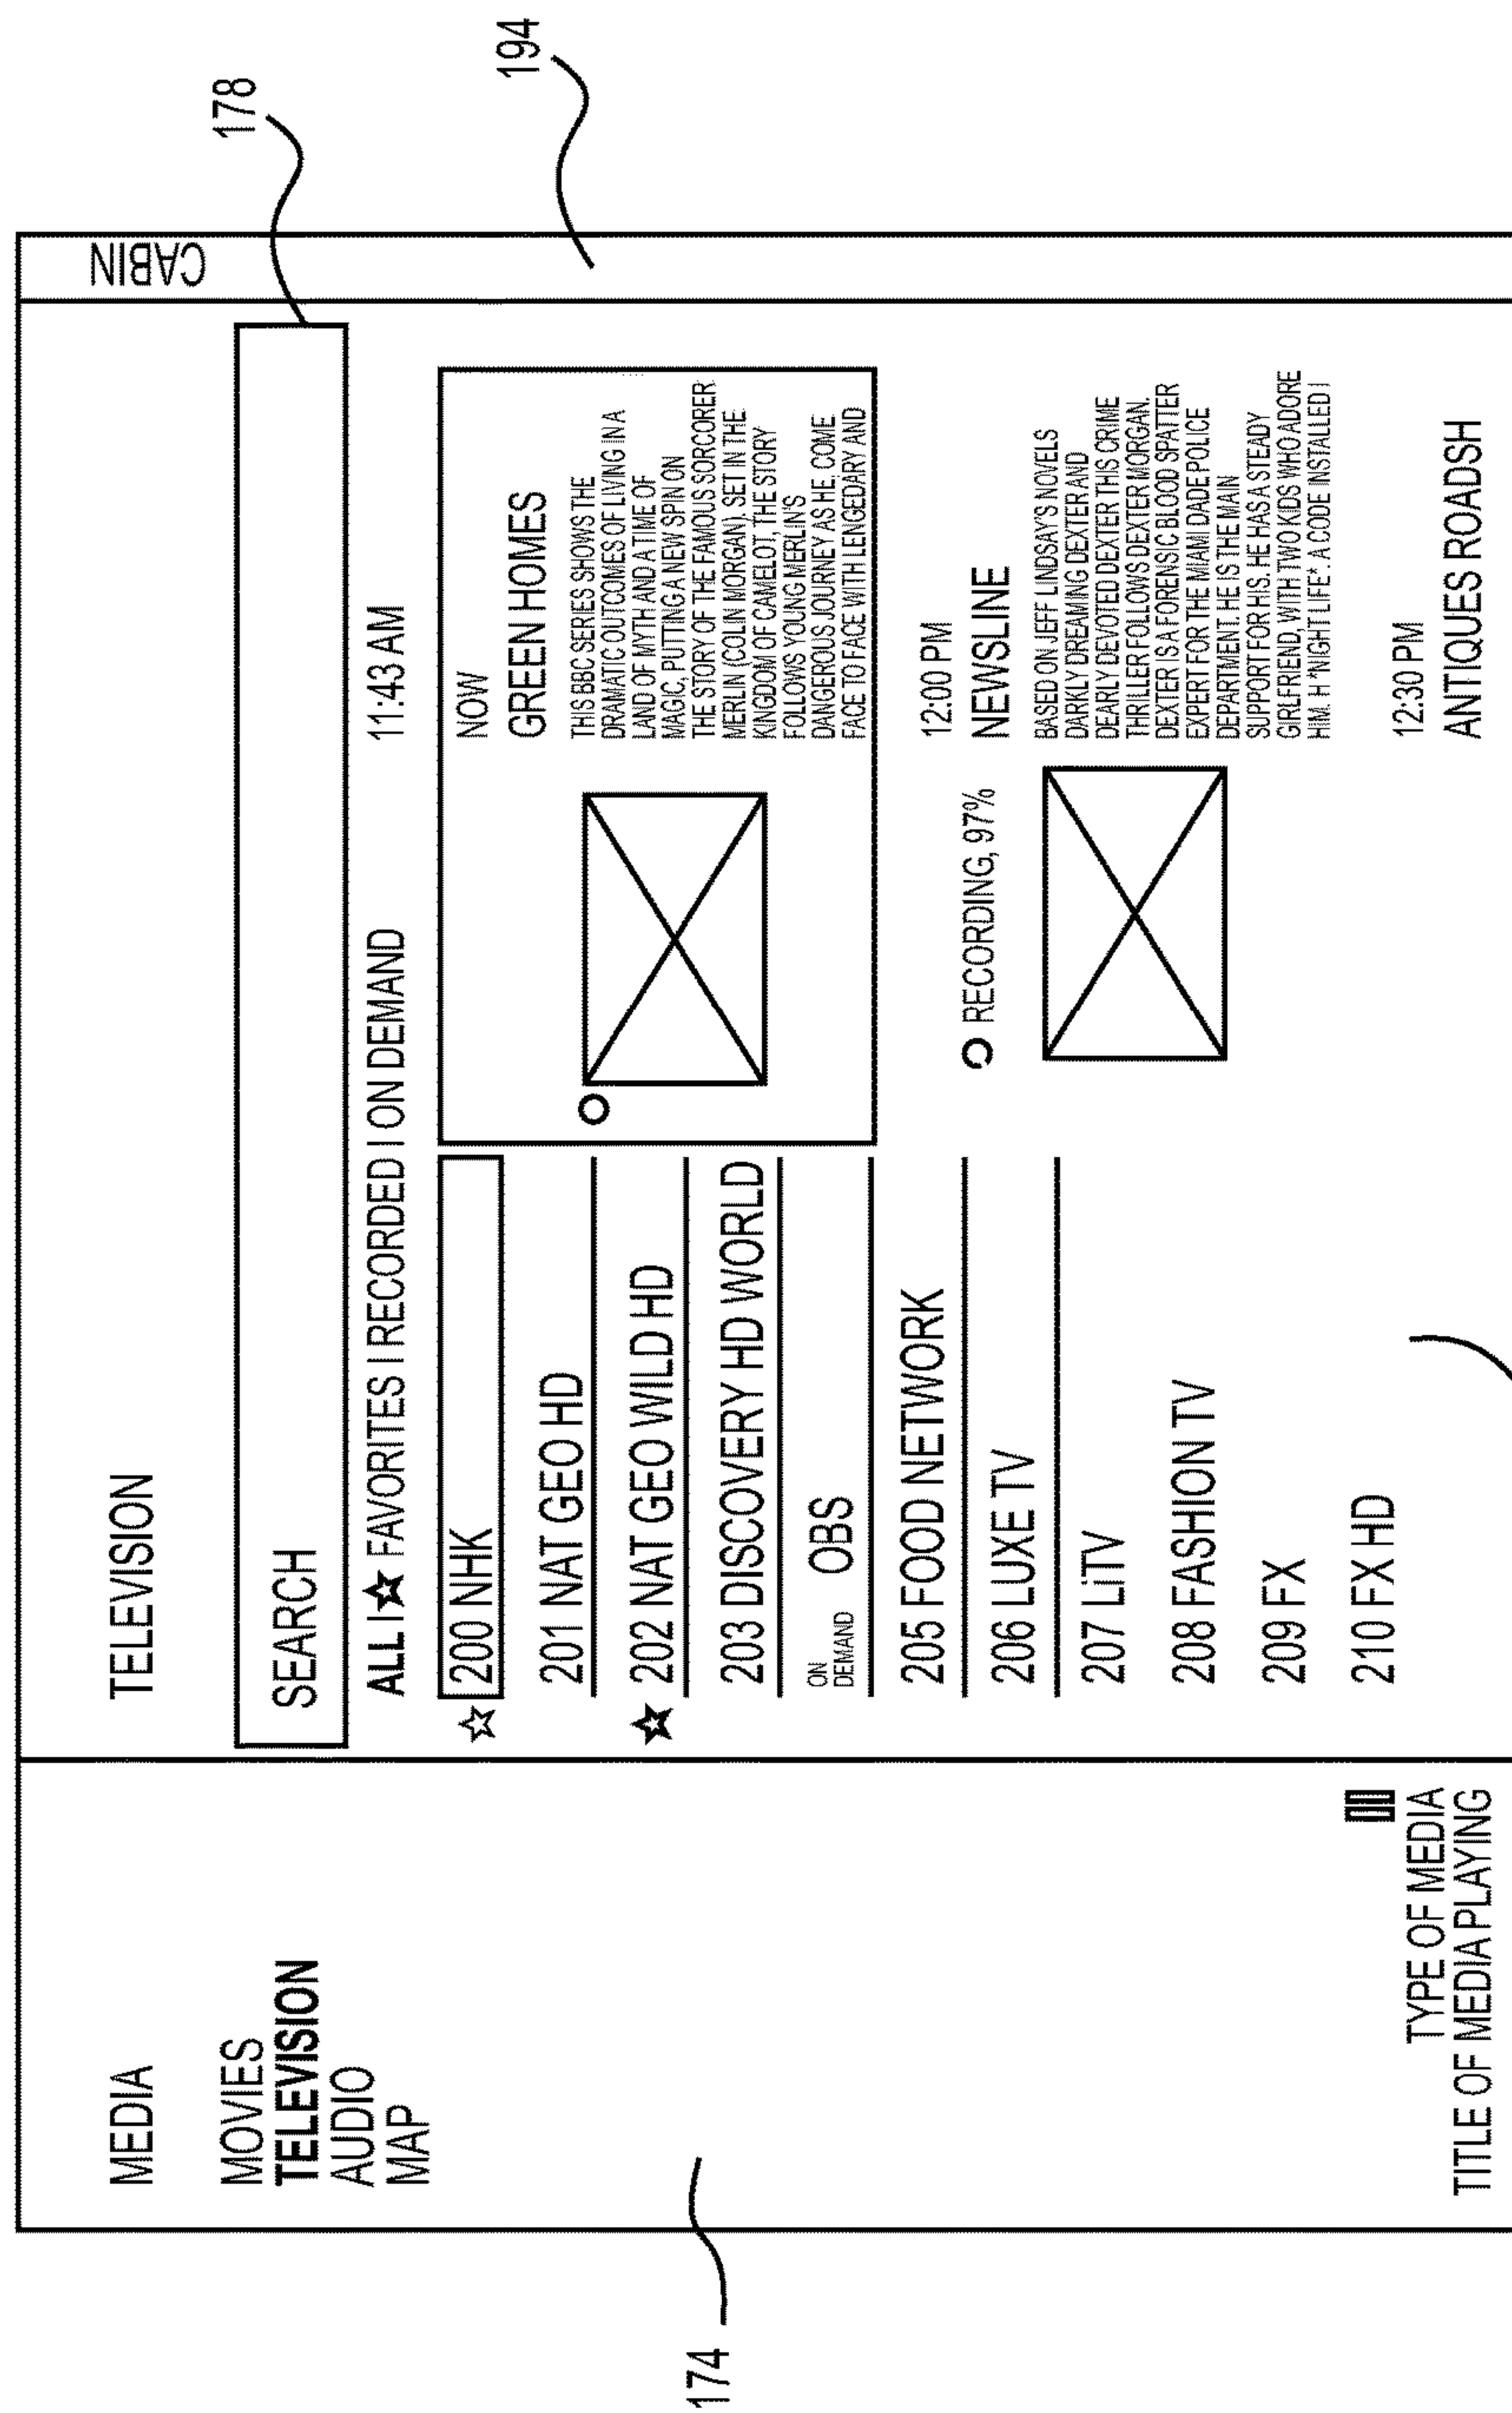 178
194
174
MEDIA
MOVIES
TELEVISION
AUDIO
MAP
TYPE OF MEDIA
TITLE OF MEDIA PLAYING
TELEVISION
SEARCH
ALL | FAVORITES | RECORDED | ON DEMAND
11:43 AM
200 NHK
201 NAT GEO HD
202 NAT GEO WILD HD
203 DISCOVERY HD WORLD
ON
DEMAND
OBS
205 FOOD NETWORK
206 LUXE TV
207 LiTV
208 FASHION TV
209 FX
210 FX HD
NOW
GREEN HOMES
THIS BBC SERIES SHOWS THE
DRAMATIC OUTCOMES OF LIVING IN A
LAND OF MYTH AND A TIME OF
MAGIC, PUTTING A NEW SPIN ON
THE STORY OF THE FAMOUS SORCERER
MERLIN (COLIN MORGAN). SET IN THE
KINGDOM OF CAMELOT, THE STORY
FOLLOWS YOUNG MERLIN'S
DANGEROUS JOURNEY AS HE, COME
FACE TO FACE WITH LENGEDARY AND
12:00 PM
RECORDING, 97%
NEWSLINE
BASED ON JEFF LINDSAY'S NOVELS
DARKLY DREAMING DEXTER AND
DEARLY DEVOTED DEXTER THIS CRIME
THRILLER FOLLOWS DEXTER MORGAN.
DEXTER IS A FORENSIC BLOOD SPATTER
EXPERT FOR THE MIAMI DADE POLICE
DEPARTMENT. HE IS THE MAIN
SUPPORT FOR HIS. HE HAS A STEADY
GIRLFRIEND, WITH TWO KIDS WHO ADORE
HIM. H *NIGHT LIFE*. A CODE INSTALLED I
12:30 PM
ANTIQUES ROADSH
CABIN